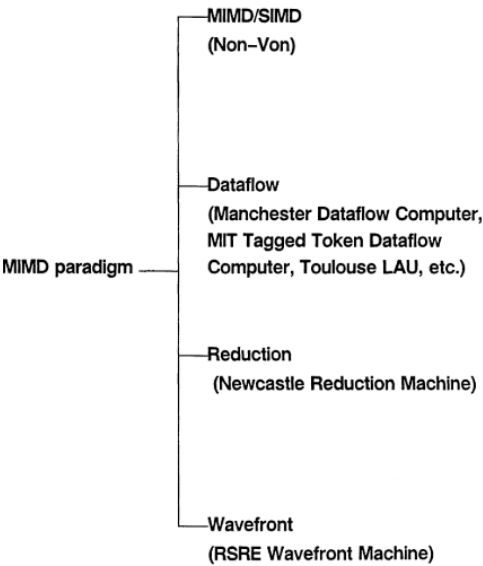 MIMD/SIMD
(Non–Von)
Dataflow
(Manchester Dataflow Computer,
MIT Tagged Token Dataflow
Computer, Toulouse LAU, etc.)
MIMD paradigm
Reduction
(Newcastle Reduction Machine)
Wavefront
(RSRE Wavefront Machine)